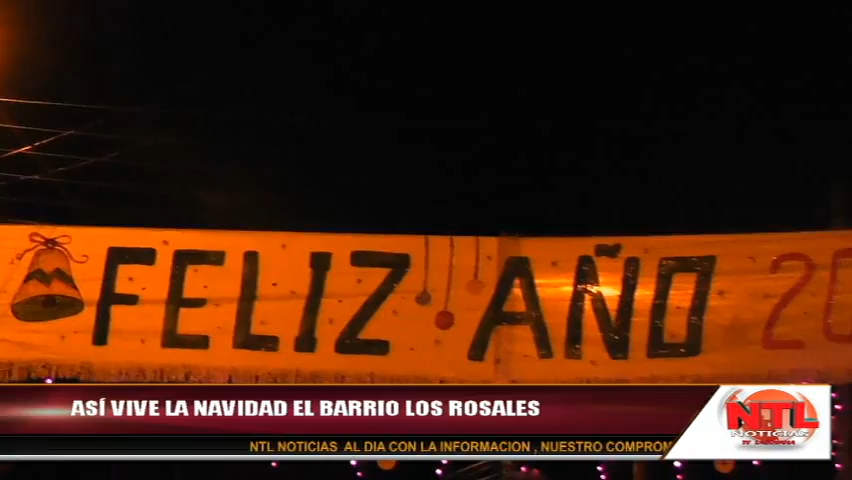 FELIZ AÑO 20
ASÍ VIVE LA NAVIDAD EL BARRIO LOS ROSALES
NTL NOTICIAS AL DIA CON LA INFORMACION , NUESTRO COMPROM
NTL
NOTICIAS